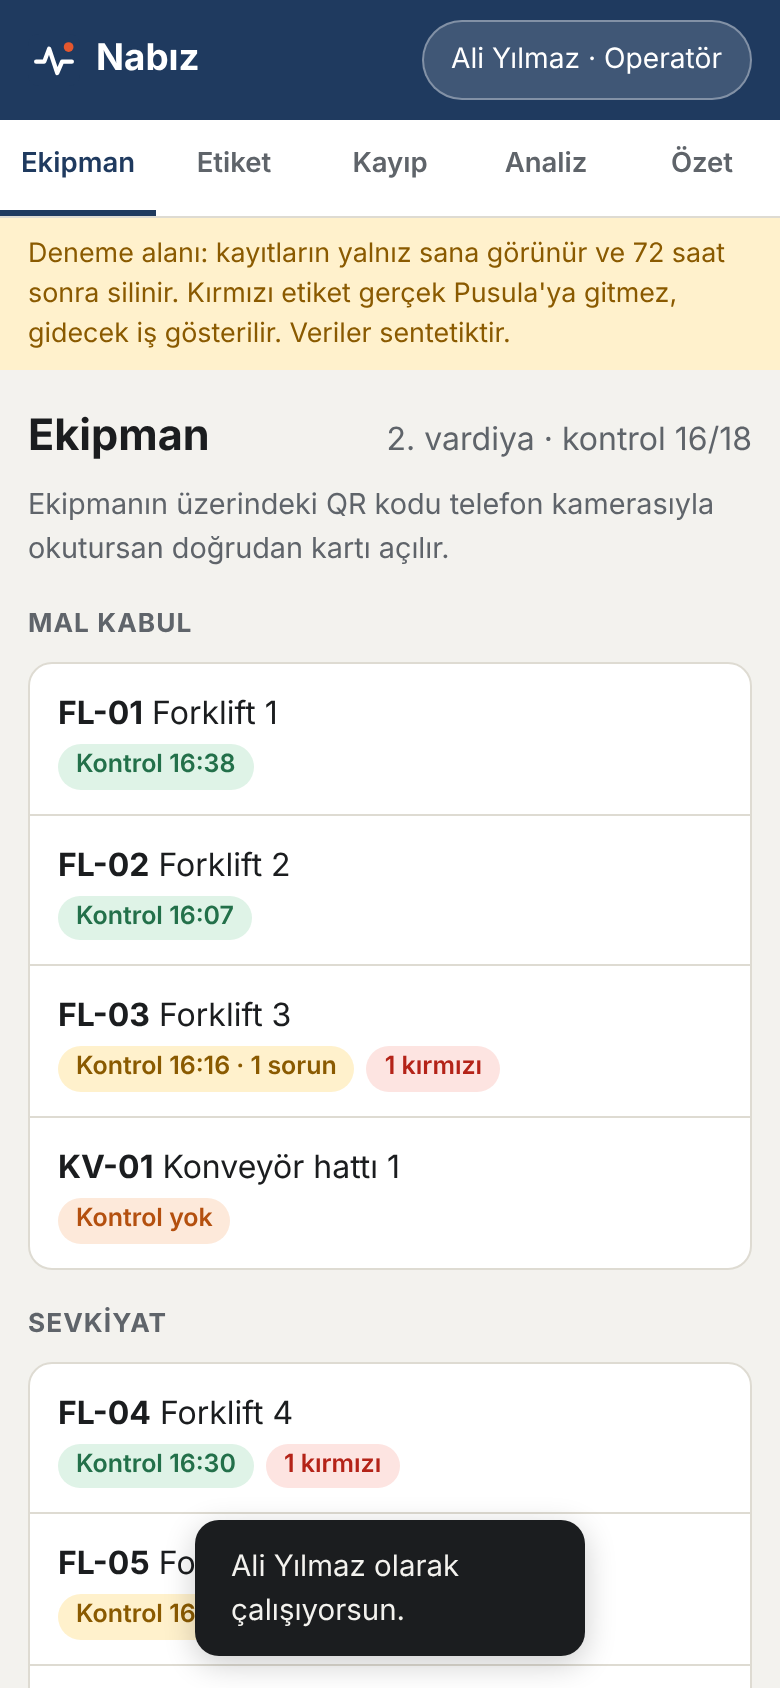 Nabız
Ali Yılmaz · Operatör
Ekipman
Etiket
Kayıp
Analiz
Özet
Deneme alanı: kayıtların yalnız sana görünür ve 72 saat
sonra silinir. Kırmızı etiket gerçek Pusula'ya gitmez,
gidecek iş gösterilir. Veriler sentetiktir.
Ekipman
2. vardiya · kontrol 16/18
Ekipmanın üzerindeki QR kodu telefon kamerasıyla
okutursan doğrudan kartı açılır.
MAL KABUL
FL-01 Forklift 1
Kontrol 16:38
FL-02 Forklift 2
Kontrol 16:07
FL-03 Forklift 3
Kontrol 16:16 · 1 sorun
1 kırmızı
KV-01 Konveyör hattı 1
Kontrol yok
SEVKİYAT
FL-04 Forklift 4
Kontrol 16:30
1 kırmızı
FL-05 Fo
Kontrol 16
Ali Yılmaz olarak
çalışıyorsun.